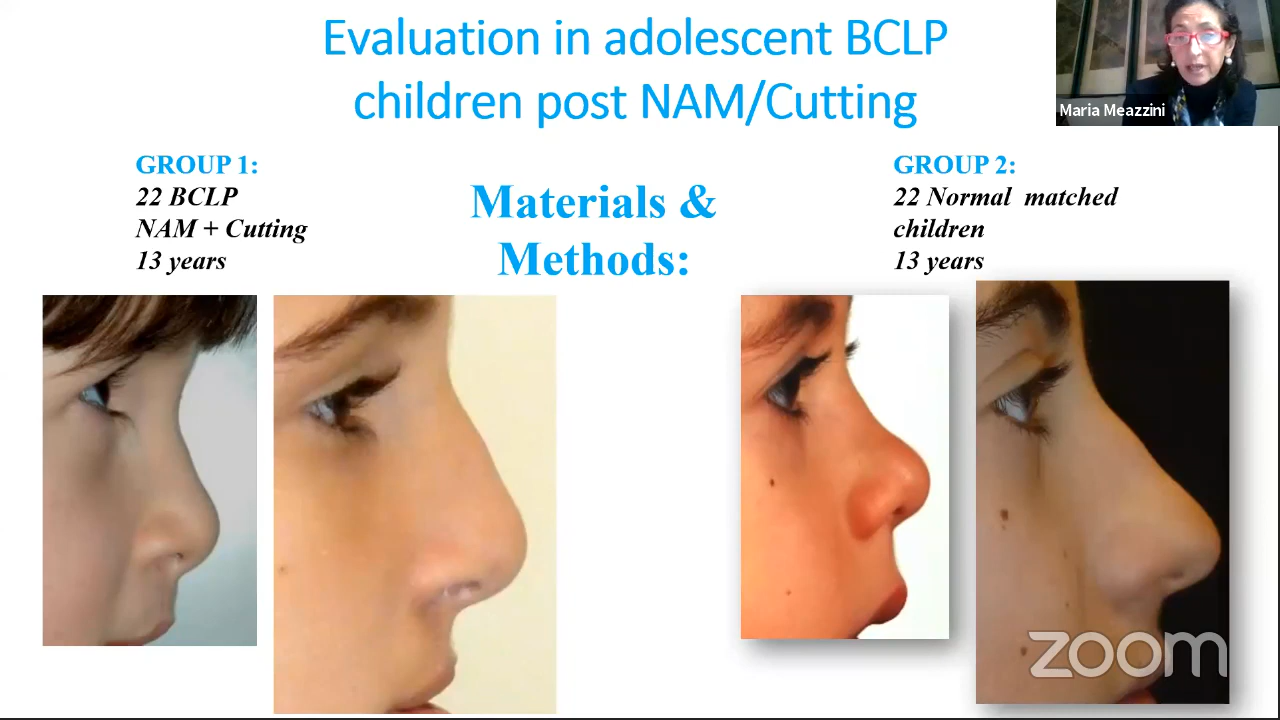 Evaluation in adolescent BCLP
children post NAM/Cutting
Maria Meazzini
GROUP 1:
22 BCLP
NAM + Cutting
13 years
Materials &
Methods:
GROUP 2:
22 Normal matched
children
13 years
zoom